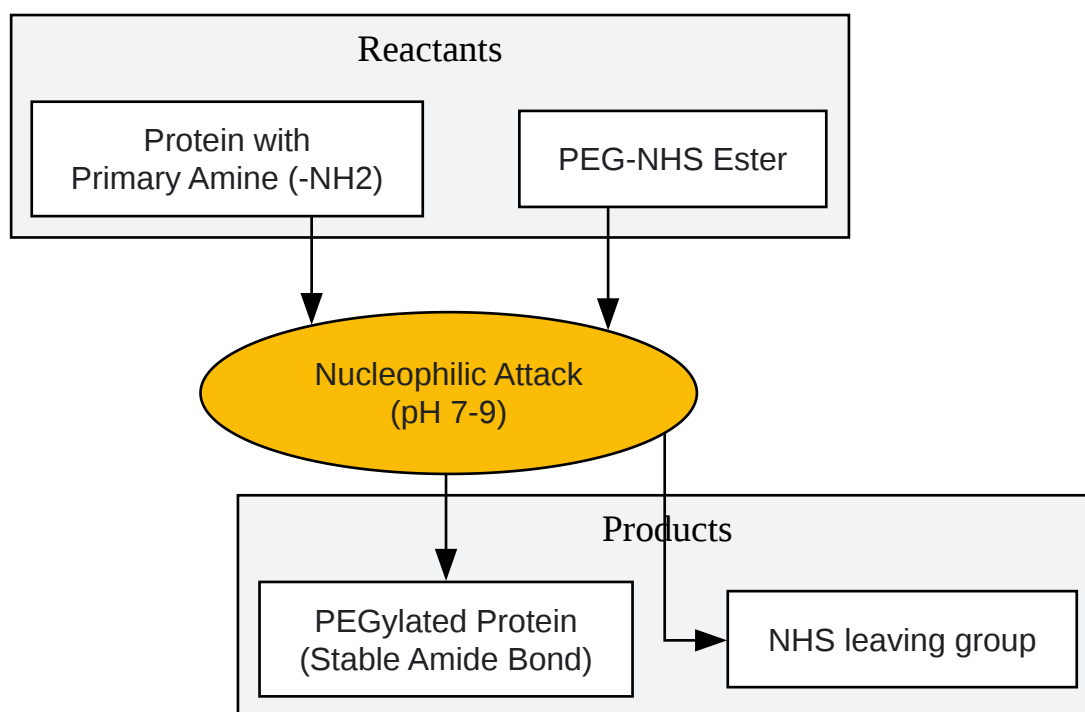 Reactants
Protein with
Primary Amine (-NH2)
PEG-NHS Ester
Nucleophilic Attack
(pH 7-9)
Products
PEGylated Protein
(Stable Amide Bond)
NHS leaving group